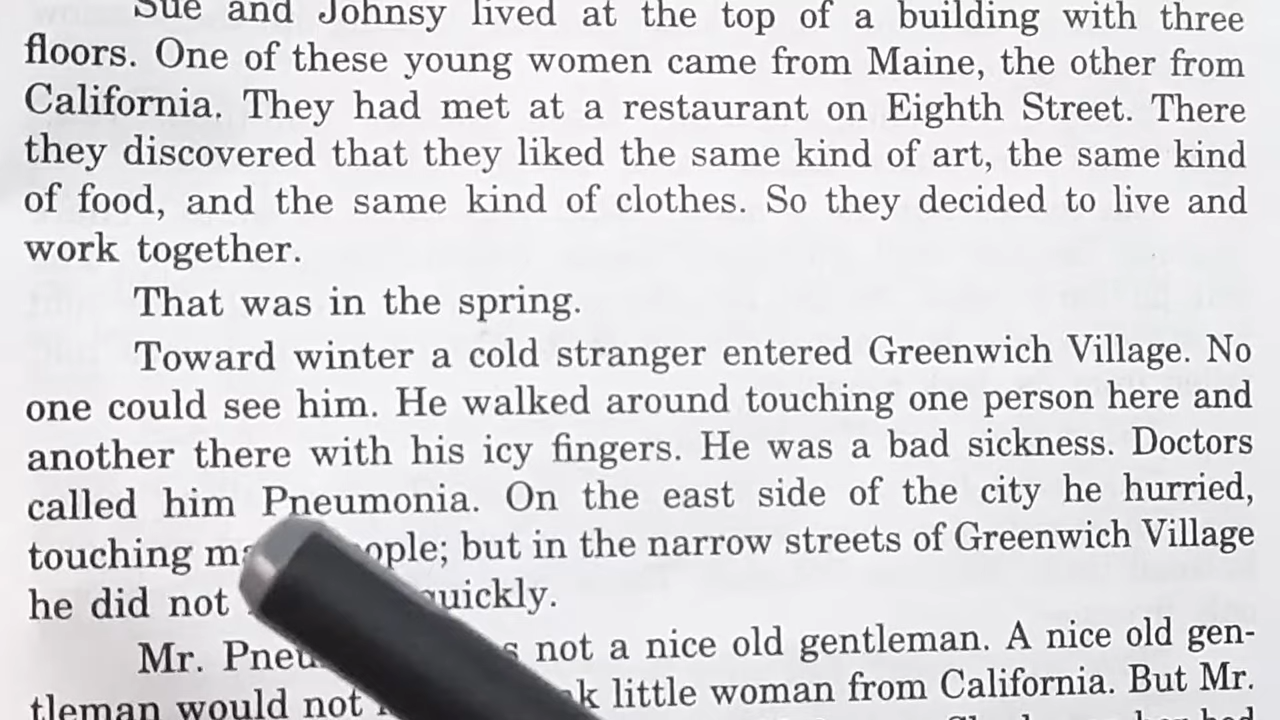 Sue and Johnsy lived at the top of a building with three
floors. One of these young women came from Maine, the other from
California. They had met at a restaurant on Eighth Street. There
they discovered that they liked the same kind of art, the same kind
of food, and the same kind of clothes. So they decided to live and
work together.
That was in the spring.
Toward winter a cold stranger entered Greenwich Village. No
one could see him. He walked around touching one person here and
another there with his icy fingers. He was a bad sickness. Doctors
called him Pneumonia. On the east side of the city he hurried,
touching but in the narrow streets of Greenwich Village
he did not
Mr. not a nice old gentleman. A nice old gen-
tleman would not little woman from California. But Mr.